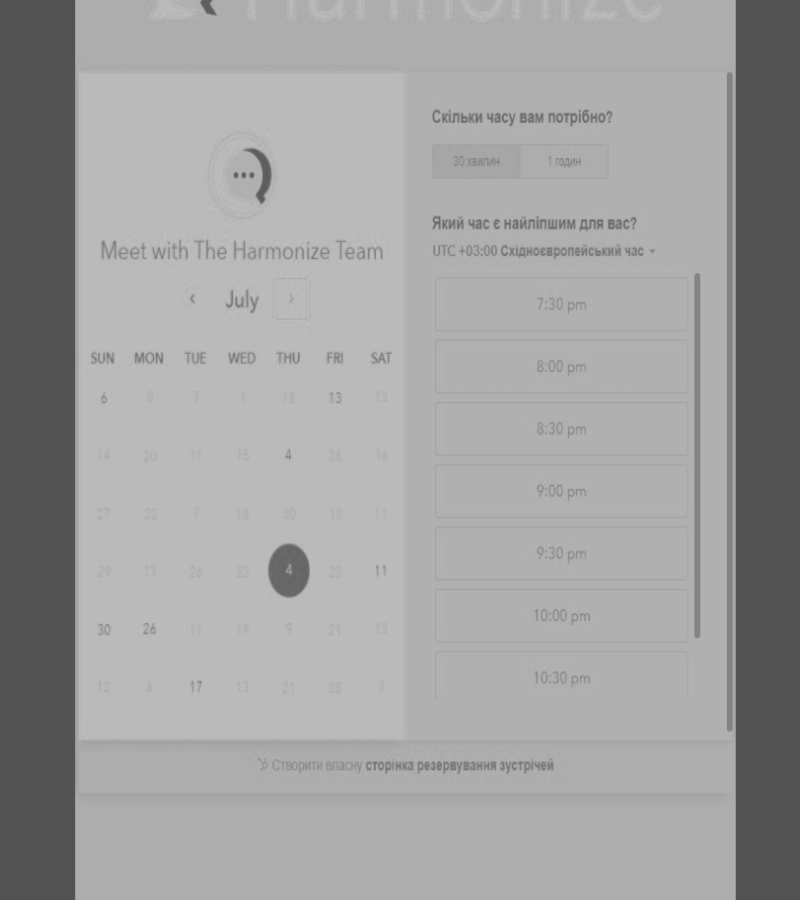 Harmonize
Meet with The Harmonize Team
July
SUN MON TUE WED THU FRI SAT
6 8 7 1 18 13 13
14 20 11 15 4 26 16
27 22 7 18 30 10 11
29 13 26 22 4 22 11
30 26 11 19 9 21 13
12 6 17 13 21 28 7
Скільки часу вам потрібно?
30 хвилин 1 годин
Який час є найліпшим для вас?
UTC +03:00 Східноєвропейський час
7:30 pm
8:00 pm
8:30 pm
9:00 pm
9:30 pm
10:00 pm
10:30 pm
Створити власну сторінка резервування зустрічей